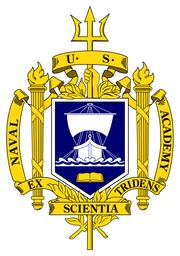 U. S.
NAVAL
ACADEMY
EX
SCIENTIA
TRIDENS